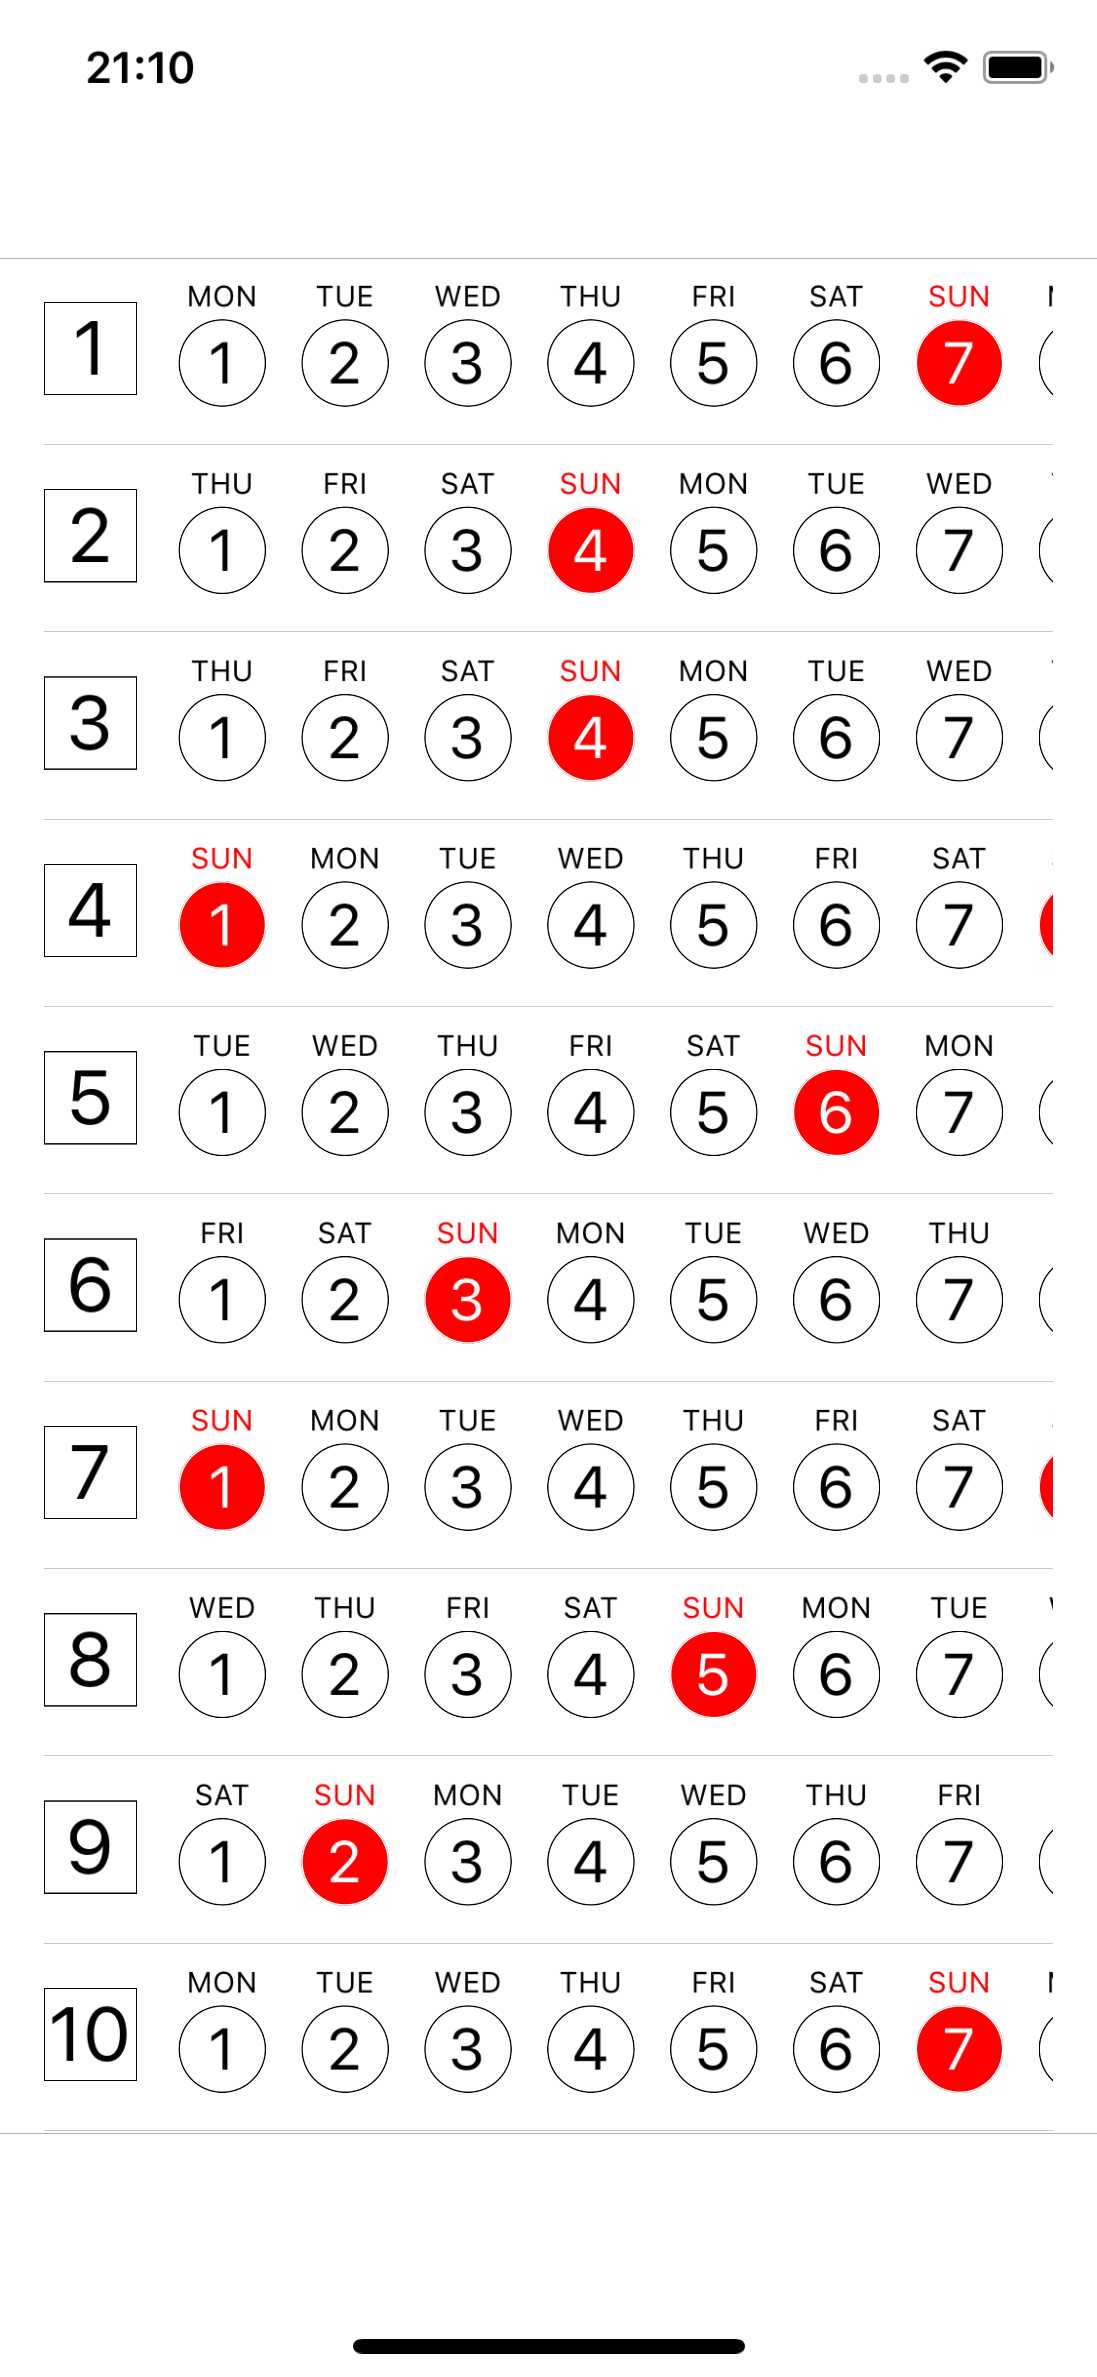 21:10
MON TUE WED THU FRI SAT SUN
1 1 2 3 4 5 6 7
THU FRI SAT SUN MON TUE WED
2 1 2 3 4 5 6 7
THU FRI SAT SUN MON TUE WED
3 1 2 3 4 5 6 7
SUN MON TUE WED THU FRI SAT
4 1 2 3 4 5 6 7
TUE WED THU FRI SAT SUN MON
5 1 2 3 4 5 6 7
FRI SAT SUN MON TUE WED THU
6 1 2 3 4 5 6 7
SUN MON TUE WED THU FRI SAT
7 1 2 3 4 5 6 7
WED THU FRI SAT SUN MON TUE
8 1 2 3 4 5 6 7
SAT SUN MON TUE WED THU FRI
9 1 2 3 4 5 6 7
MON TUE WED THU FRI SAT SUN
10 1 2 3 4 5 6 7